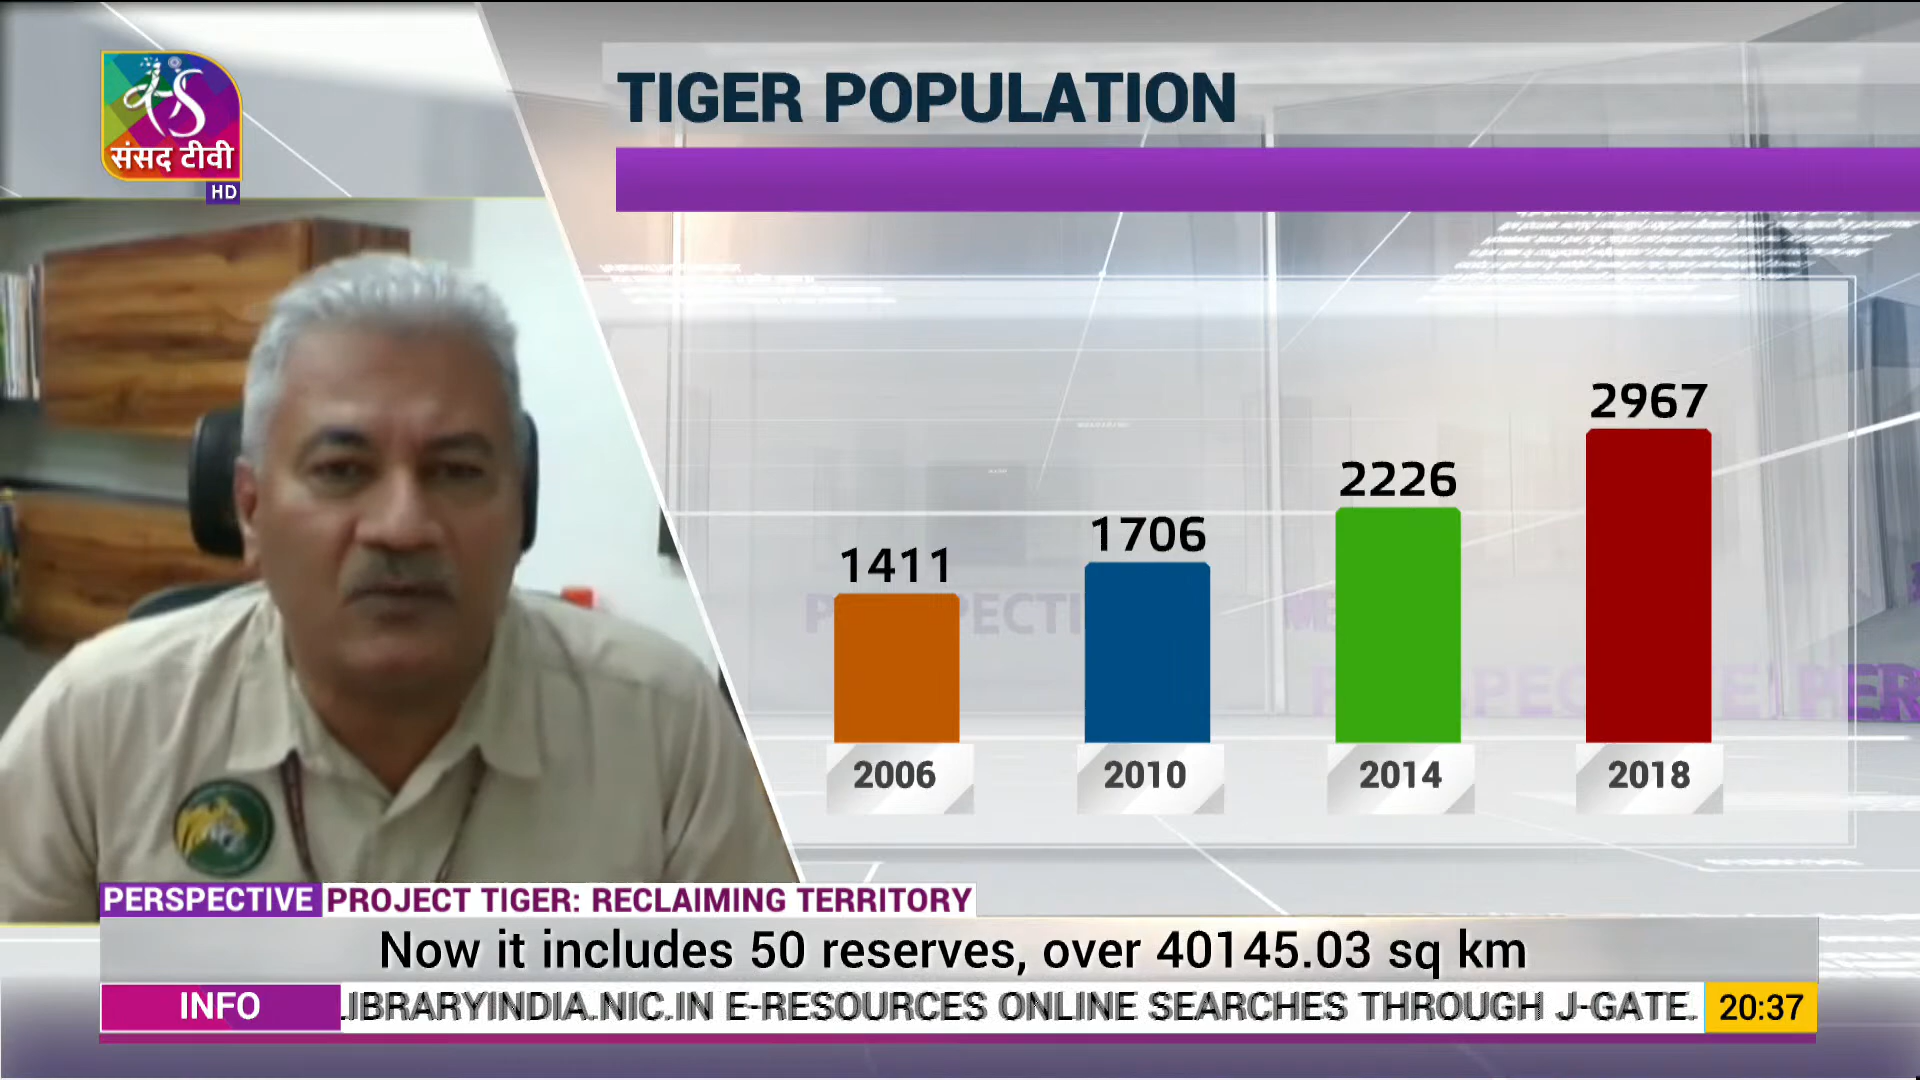 संसद टीवी
HD
TIGER POPULATION
1411
1706
2226
2967
2006
2010
2014
2018
PERSPECTIVE PROJECT TIGER: RECLAIMING TERRITORY
Now it includes 50 reserves, over 40145.03 sq km
INFO LIBRARYINDIA.NIC.IN E-RESOURCES ONLINE SEARCHES THROUGH J-GATE. 20:37